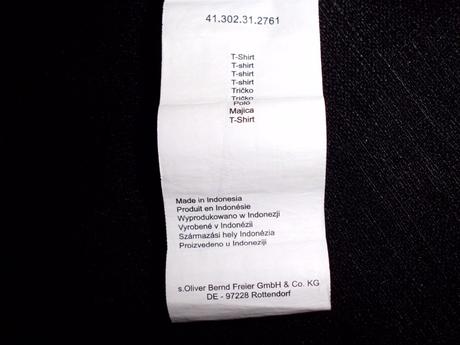 41.302.31.2761
T-Shirt
T-shirt
T-shirt
T-shirt
Tričko
Tričko
Póló
Majica
T-Shirt
Made in Indonesia
Produit en Indonésie
Wyprodukowano w Indonezji
Vyrobené v Indonézii
Származási hely Indonézia
Proizvedeno u Indoneziji
s.Oliver Bernd Freier GmbH & Co. KG
DE - 97228 Rottendorf